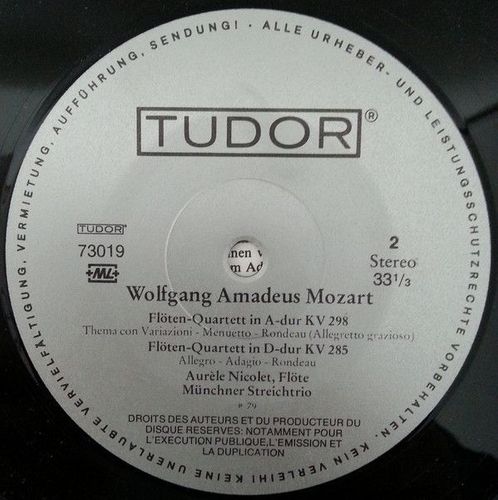 KEINE UNERLAUBTE VERVIELFÄLTIGUNG, VERMIETUNG, AUFFÜHRUNG, SENDUNG! · ALLE URHEBER- UND LEISTUNGSSCHUTZRECHTE VORBEHALTEN. KEIN VERLEIH!
TUDOR®
TUDOR
73019
+ML+
2
Stereo
33 1/3
inen v
m Ad
Wolfgang Amadeus Mozart
Flöten-Quartett in A-dur KV 298
Thema con Variazioni - Menuetto - Rondeau (Allegretto grazioso)
Flöten-Quartett in D-dur KV 285
Allegro - Adagio - Rondeau
Aurèle Nicolet, Flöte
Münchner Streichtrio
℗ 79
DROITS DES AUTEURS ET DU PRODUCTEUR DU
DISQUE RESERVES: NOTAMMENT POUR
L'EXECUTION PUBLIQUE, L'EMISSION ET
LA DUPLICATION